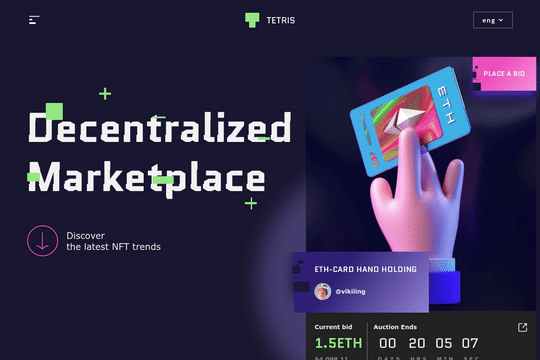 TETRIS
eng
PLACE A BID
ETH
Decentralized
Marketplace
Discover
the latest NFT trends
ETH-CARD HAND HOLDING
@vikiiing
Current bid
Auction Ends
1.5ETH
00 20 05 07
DAYS HRS MIN SEC